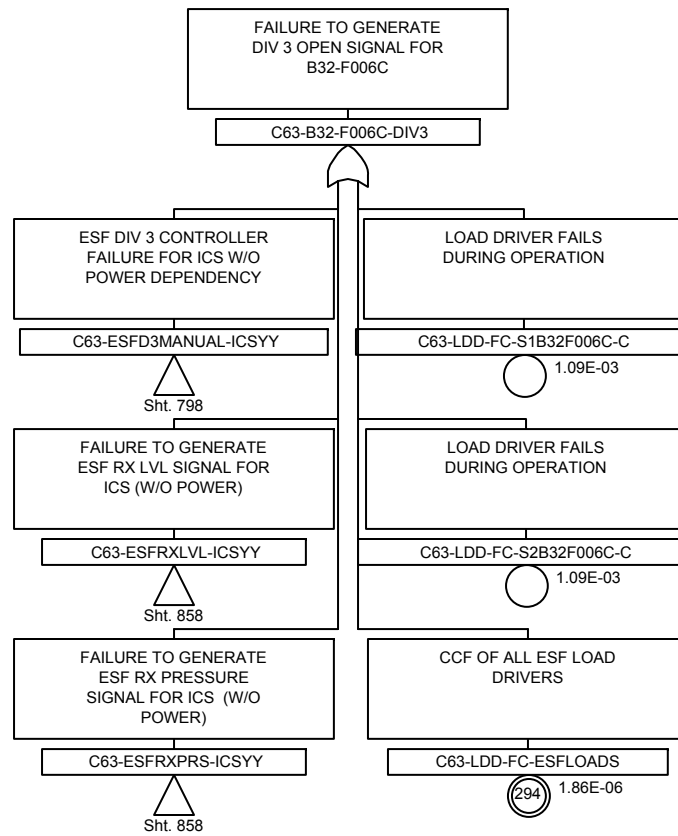 FAILURE TO GENERATE
DIV 3 OPEN SIGNAL FOR
B32-F006C
C63-B32-F006C-DIV3
ESF DIV 3 CONTROLLER
FAILURE FOR ICS W/O
POWER DEPENDENCY
C63-ESFD3MANUAL-ICSYY
Sht. 798
LOAD DRIVER FAILS
DURING OPERATION
C63-LDD-FC-S1B32F006C-C
1.09E-03
FAILURE TO GENERATE
ESF RX LVL SIGNAL FOR
ICS (W/O POWER)
C63-ESFRXLVL-ICSYY
Sht. 858
LOAD DRIVER FAILS
DURING OPERATION
C63-LDD-FC-S2B32F006C-C
1.09E-03
FAILURE TO GENERATE
ESF RX PRESSURE
SIGNAL FOR ICS (W/O
POWER)
C63-ESFRXPRS-ICSYY
Sht. 858
CCF OF ALL ESF LOAD
DRIVERS
C63-LDD-FC-ESFLOADS
294
1.86E-06